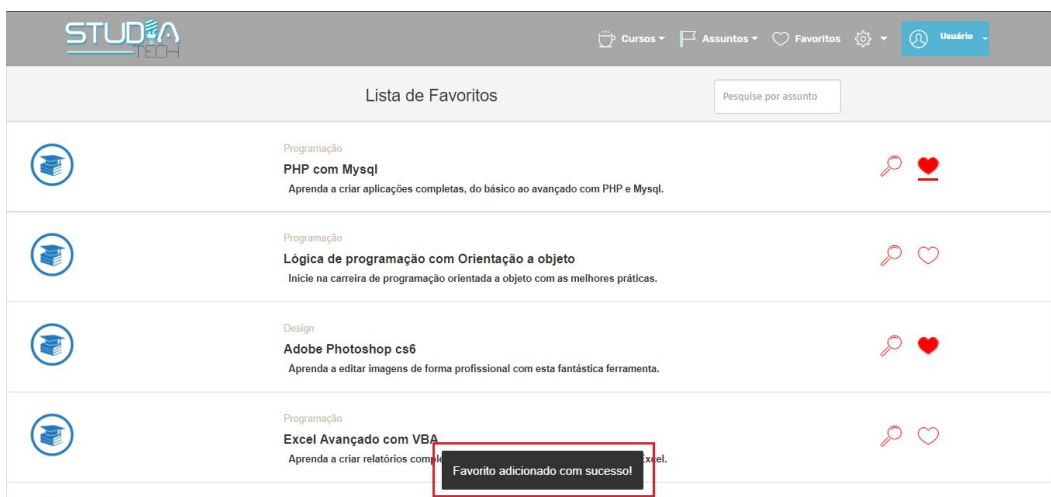 STUDIA
TECH
Cursos Assuntos Favoritos Usuário
Lista de Favoritos
Pesquise por assunto
Programação
PHP com Mysql
Aprenda a criar aplicações completas, do básico ao avançado com PHP e Mysql.
Programação
Lógica de programação com Orientação a objeto
Inicie na carreira de programação orientada a objeto com as melhores práticas.
Design
Adobe Photoshop cs6
Aprenda a editar imagens de forma profissional com esta fantástica ferramenta.
Programação
Excel Avançado com VBA
Aprenda a criar relatórios
Favorito adicionado com sucesso!